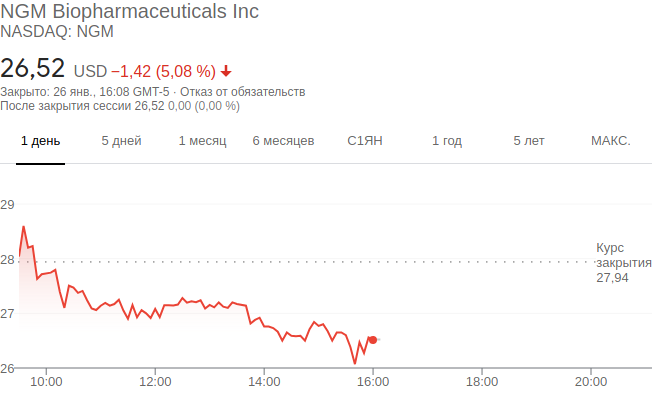 NGM Biopharmaceuticals Inc
NASDAQ: NGM
26,52 USD −1,42 (5,08 %)
Закрыто: 26 янв., 16:08 GMT-5 · Отказ от обязательств
После закрытия сессии 26,52 0,00 (0,00 %)
1 день 5 дней 1 месяц 6 месяцев С1ЯН 1 год 5 лет МАКС.
29
28
27
26
Курс
закрытия
27,94
10:00 12:00 14:00 16:00 18:00 20:00